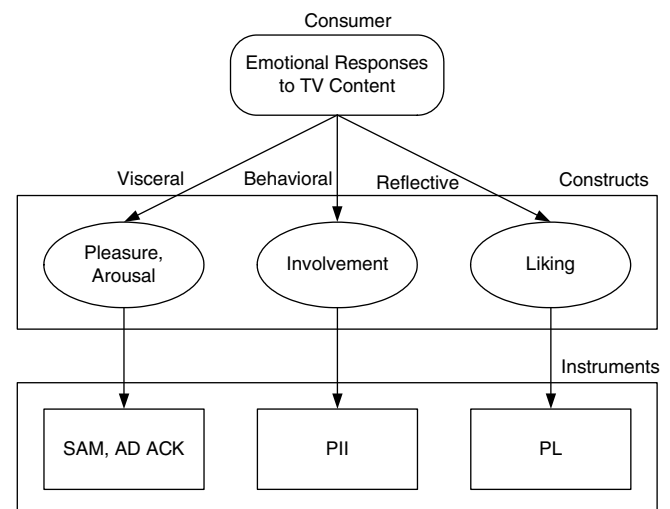 Consumer
Emotional Responses
to TV Content
Visceral
Behavioral
Reflective
Constructs
Pleasure,
Arousal
Involvement
Liking
Instruments
SAM, AD ACK
PII
PL